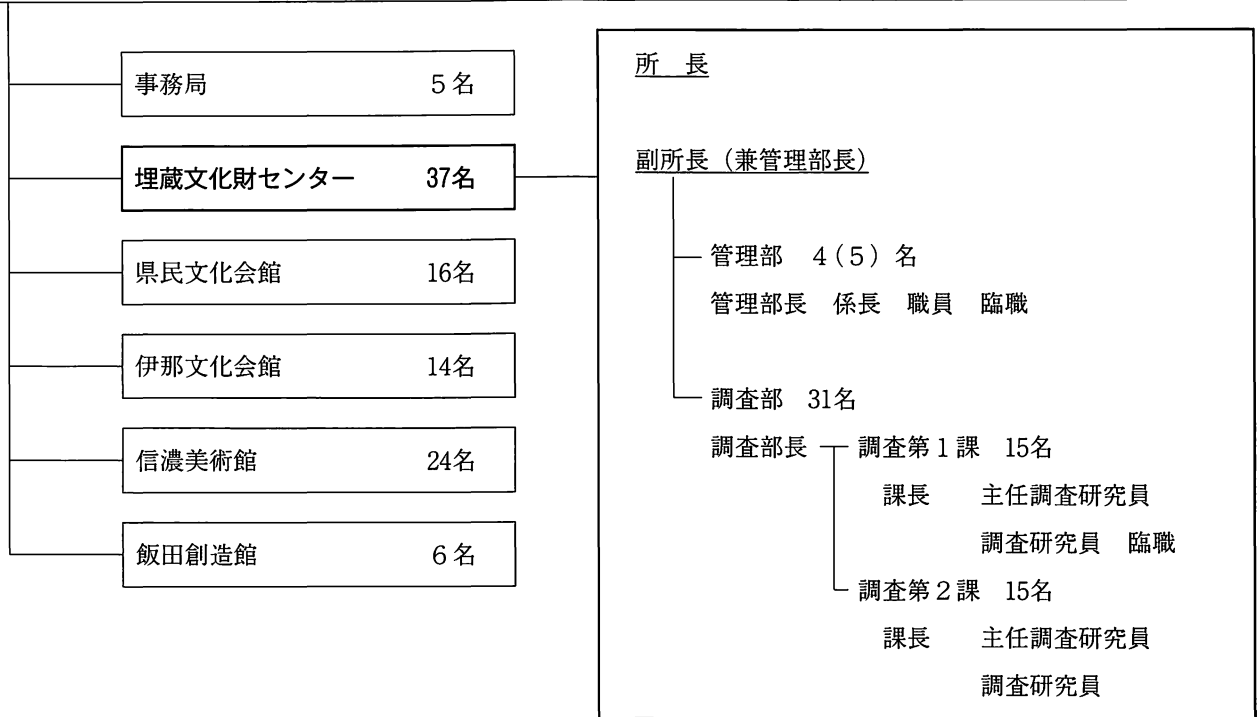 事務局 5名
埋蔵文化財センター 37名
県民文化会館 16名
伊那文化会館 14名
信濃美術館 24名
飯田創造館 6名
所 長
副所長（兼管理部長）
管理部 4(5)名
管理部長 係長 職員 臨職
調査部 31名
調査部長 調査第1課 15名
課長 主任調査研究員
調査研究員 臨職
調査第2課 15名
課長 主任調査研究員
調査研究員